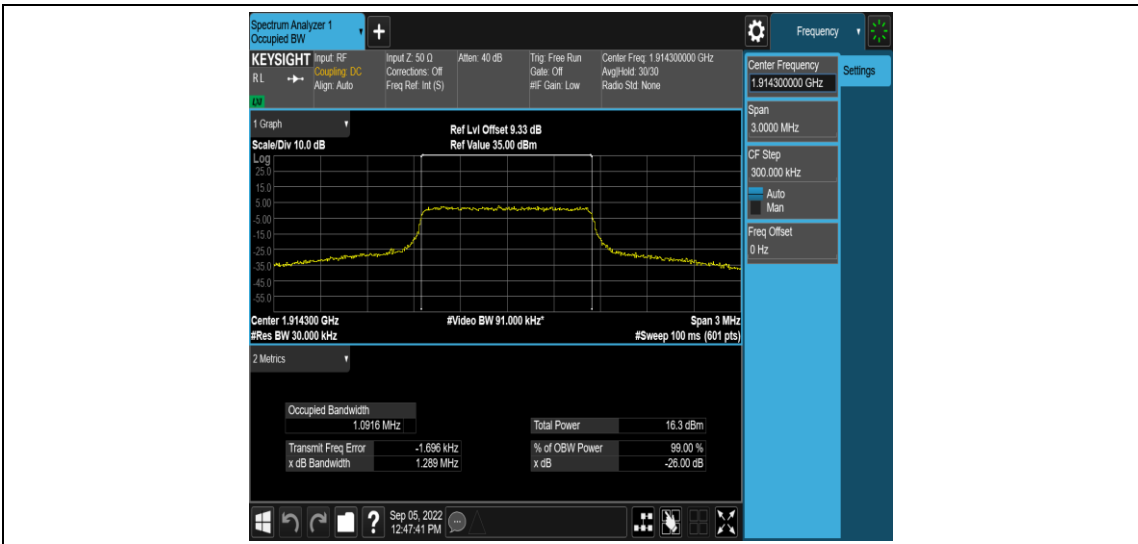 Spectrum Analyzer 1
Occupied BW
+
Frequency
KEYSIGHT
RL
LXI
Input: RF
Coupling: DC
Align: Auto
Input Z: 50 Ω
Corrections: Off
Freq Ref: Int (S)
Atten: 40 dB
Trig: Free Run
Gate: Off
#IF Gain: Low
Center Freq: 1.914300000 GHz
Avg|Hold: 30/30
Radio Std: None
Center Frequency
1.914300000 GHz
Settings
Span
3.0000 MHz
CF Step
300.000 kHz
Auto
Man
Freq Offset
0 Hz
1 Graph
Scale/Div 10.0 dB
Ref Lvl Offset 9.33 dB
Ref Value 35.00 dBm
Log
25.0
15.0
5.00
-5.00
-15.0
-25.0
-35.0
-45.0
-55.0
Center 1.914300 GHz
#Video BW 91.000 kHz*
Span 3 MHz
#Res BW 30.000 kHz
#Sweep 100 ms (601 pts)
2 Metrics
Occupied Bandwidth
1.0916 MHz
Total Power 16.3 dBm
Transmit Freq Error -1.696 kHz
% of OBW Power 99.00 %
x dB Bandwidth 1.289 MHz
x dB -26.00 dB
?
Sep 05, 2022
12:47:41 PM